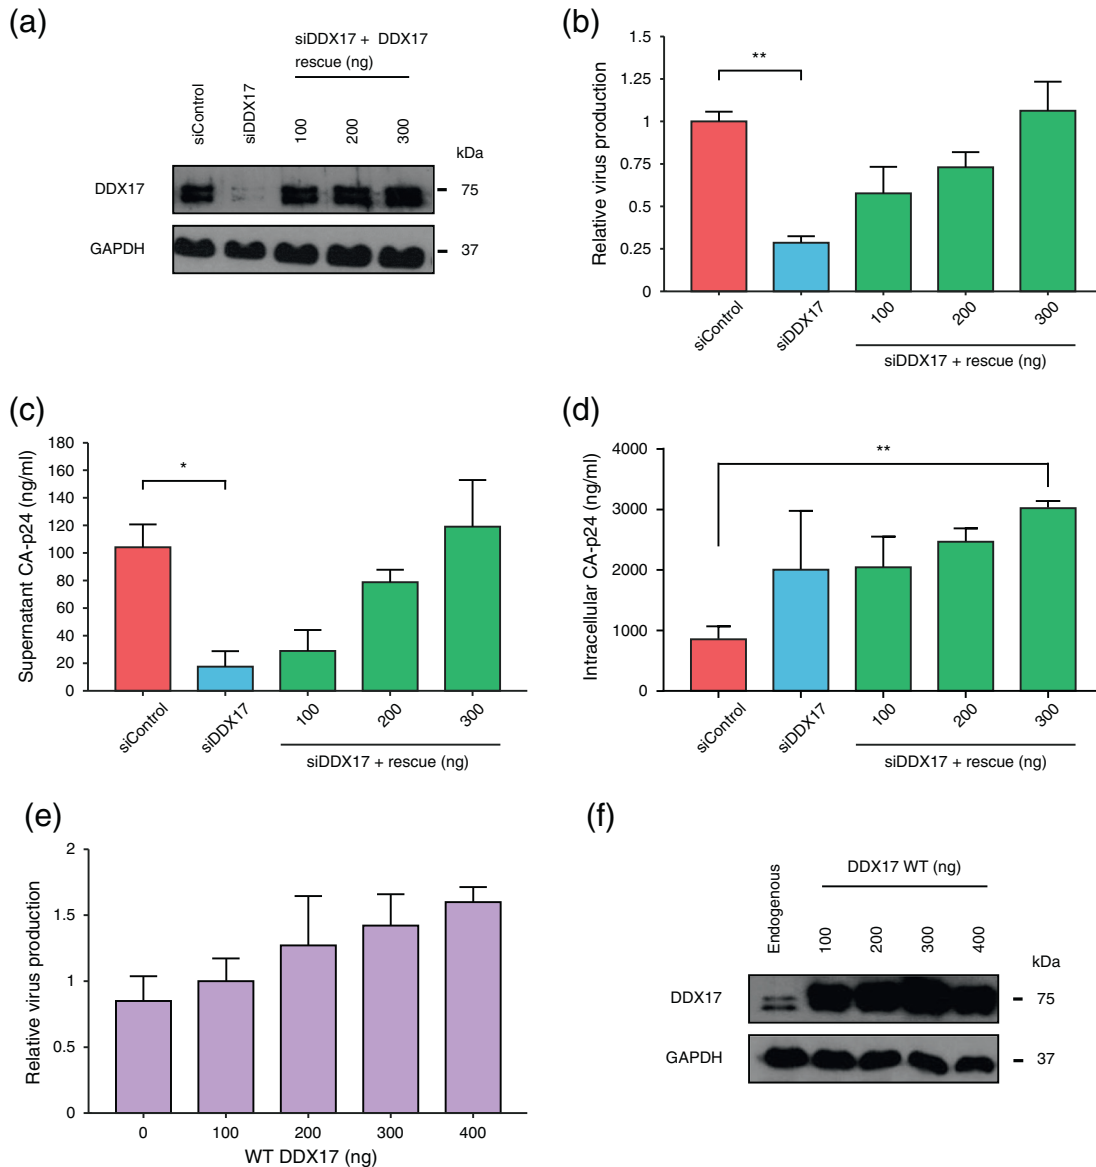 (a)
siDDX17 + DDX17
rescue (ng)
siControl
siDDX17
100
200
300
kDa
DDX17
75
GAPDH
37
(b)
Relative virus production
1.5
1.25
1
0.75
0.5
0.25
0
**
siControl
siDDX17
100
200
300
siDDX17 + rescue (ng)
(c)
Supernatant CA-p24 (ng/ml)
180
160
140
120
100
80
60
40
20
0
*
siControl
siDDX17
100
200
300
siDDX17 + rescue (ng)
(d)
Intracellular CA-p24 (ng/ml)
4000
3000
2000
1000
0
**
siControl
siDDX17
100
200
300
siDDX17 + rescue (ng)
(e)
Relative virus production
2
1.5
1
0.5
0
0
100
200
300
400
WT DDX17 (ng)
(f)
Endogenous
DDX17 WT (ng)
100
200
300
400
kDa
DDX17
75
GAPDH
37